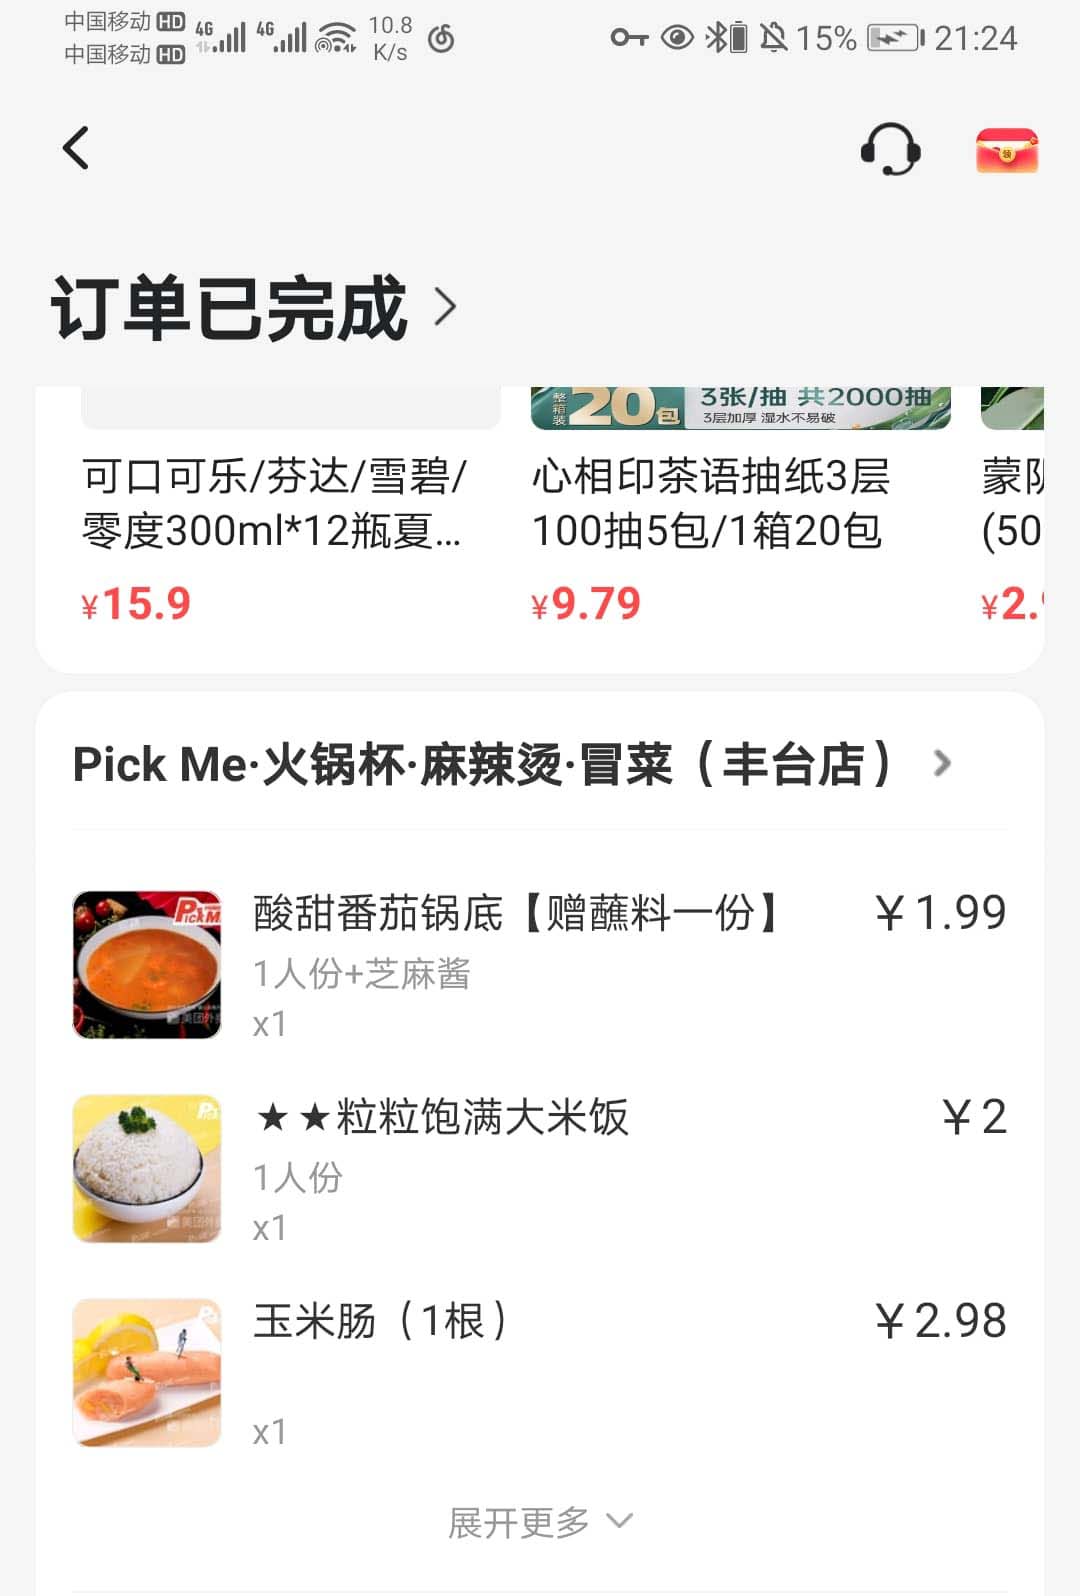 中国移动 HD 4G 4G 10.8 K/s 15% 21:24
中国移动 HD
领
订单已完成
整箱装 20包 3张/抽 共2000抽
3层加厚 湿水不易破
可口可乐/芬达/雪碧/
零度300ml*12瓶夏...
¥15.9
心相印茶语抽纸3层
100抽5包/1箱20包
¥9.79
蒙阴
(50
¥2.9
Pick Me·火锅杯·麻辣烫·冒菜（丰台店）
酸甜番茄锅底【赠蘸料一份】 ¥1.99
1人份+芝麻酱
x1
★★粒粒饱满大米饭 ¥2
1人份
x1
玉米肠（1根） ¥2.98
x1
展开更多